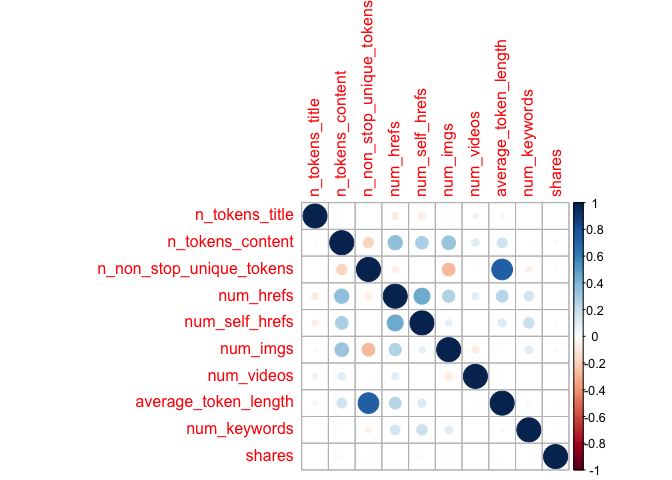 n_tokens_title
n_tokens_content
n_non_stop_unique_tokens
num_hrefs
num_self_hrefs
num_imgs
num_videos
average_token_length
num_keywords
shares
n_tokens_title
n_tokens_content
n_non_stop_unique_tokens
num_hrefs
num_self_hrefs
num_imgs
num_videos
average_token_length
num_keywords
shares
1
0.8
0.6
0.4
0.2
0
-0.2
-0.4
-0.6
-0.8
-1